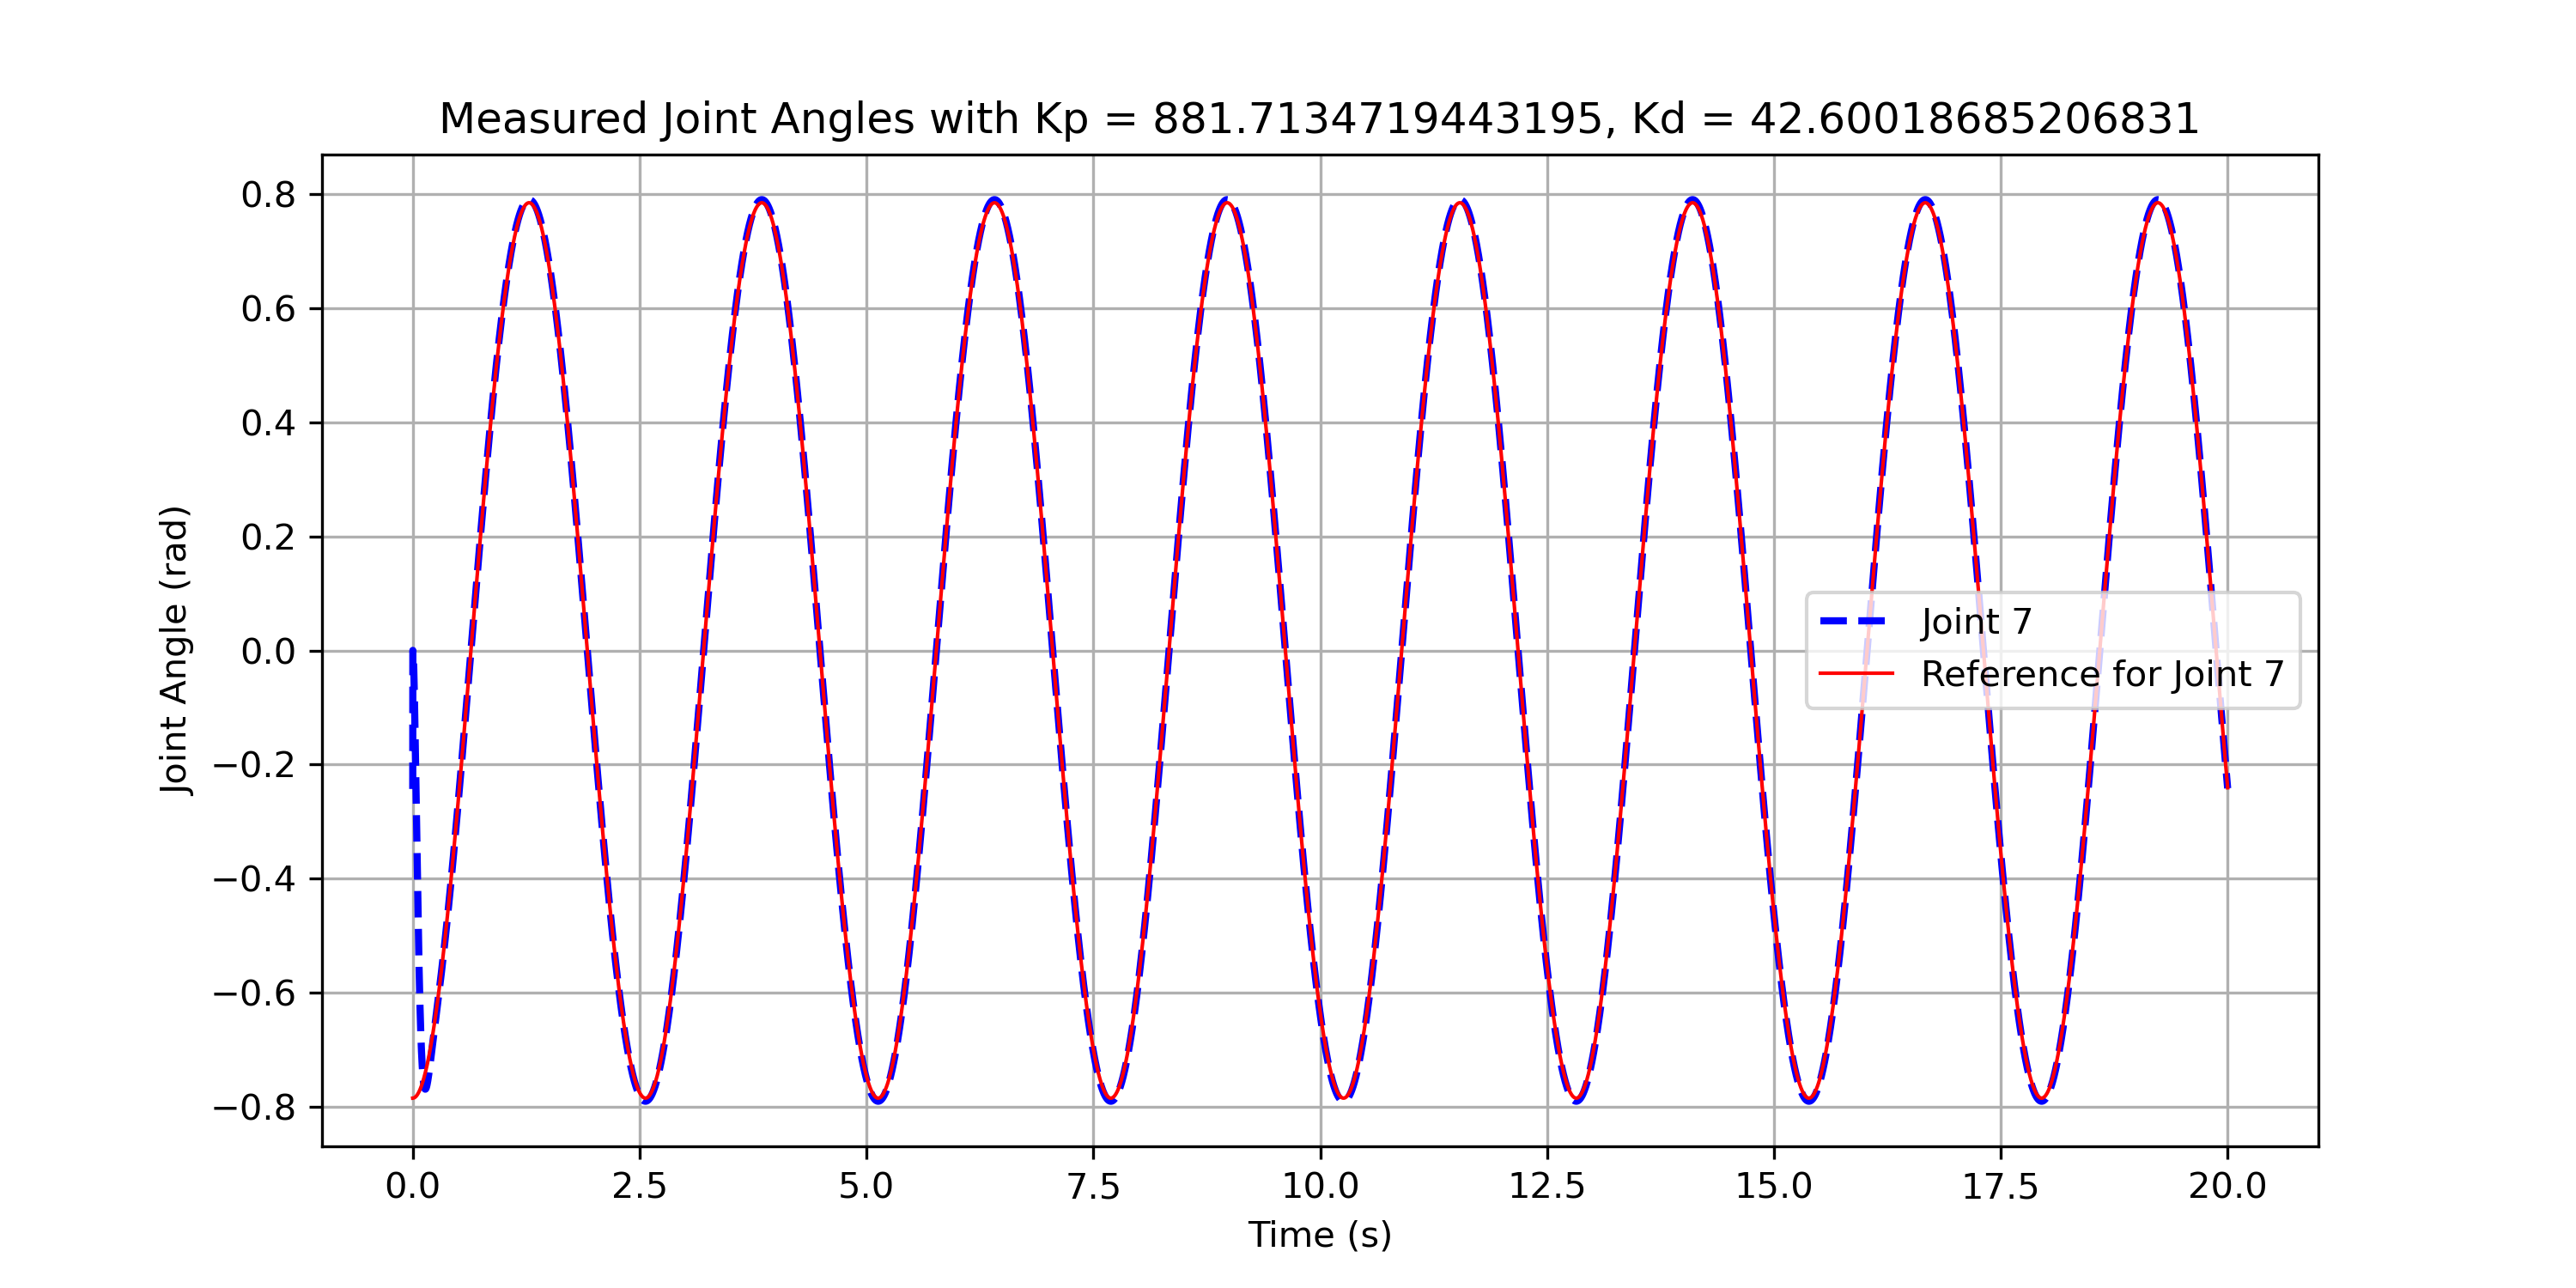 Measured Joint Angles with Kp = 881.7134719443195, Kd = 42.60018685206831
Joint Angle (rad)
0.8
0.6
0.4
0.2
0.0
−0.2
−0.4
−0.6
−0.8
Joint 7
Reference for Joint 7
0.0 2.5 5.0 7.5 10.0 12.5 15.0 17.5 20.0
Time (s)